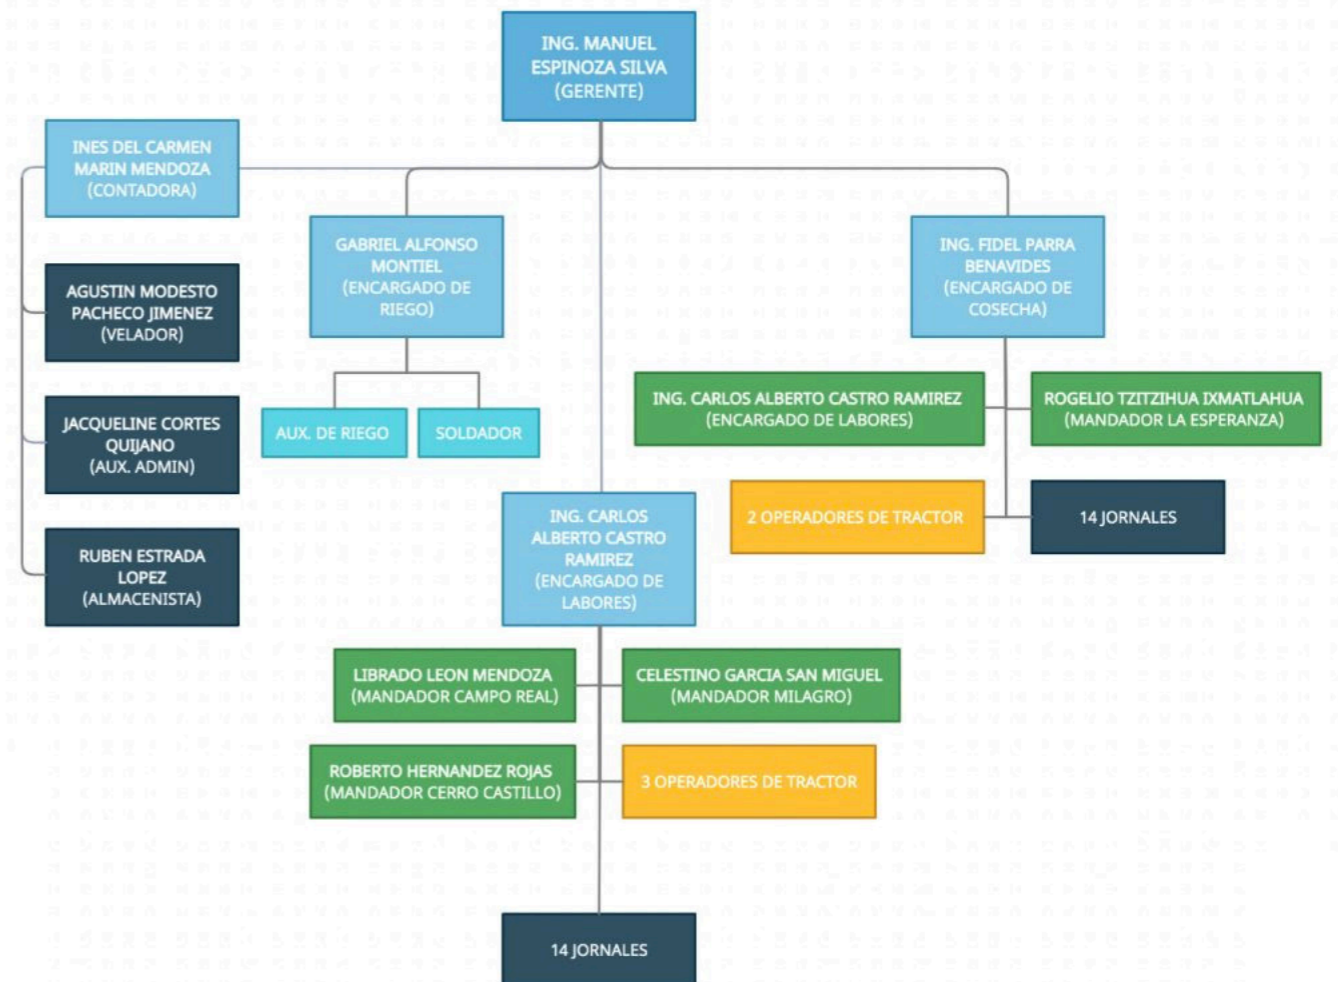 ING. MANUEL
ESPINOZA SILVA
(GERENTE)
INES DEL CARMEN
MARIN MENDOZA
(CONTADORA)
AGUSTIN MODESTO
PACHECO JIMENEZ
(VELADOR)
JACQUELINE CORTES
QUIJANO
(AUX. ADMIN)
RUBEN ESTRADA
LOPEZ
(ALMACENISTA)
GABRIEL ALFONSO
MONTIEL
(ENCARGADO DE
RIEGO)
AUX. DE RIEGO
SOLDADOR
ING. CARLOS
ALBERTO CASTRO
RAMIREZ
(ENCARGADO DE
LABORES)
LIBRADO LEON MENDOZA
(MANDADOR CAMPO REAL)
CELESTINO GARCIA SAN MIGUEL
(MANDADOR MILAGRO)
ROBERTO HERNANDEZ ROJAS
(MANDADOR CERRO CASTILLO)
3 OPERADORES DE TRACTOR
14 JORNALES
ING. FIDEL PARRA
BENAVIDES
(ENCARGADO DE
COSECHA)
ING. CARLOS ALBERTO CASTRO RAMIREZ
(ENCARGADO DE LABORES)
ROGELIO TZITZIHUA IXMATLAHUA
(MANDADOR LA ESPERANZA)
2 OPERADORES DE TRACTOR
14 JORNALES